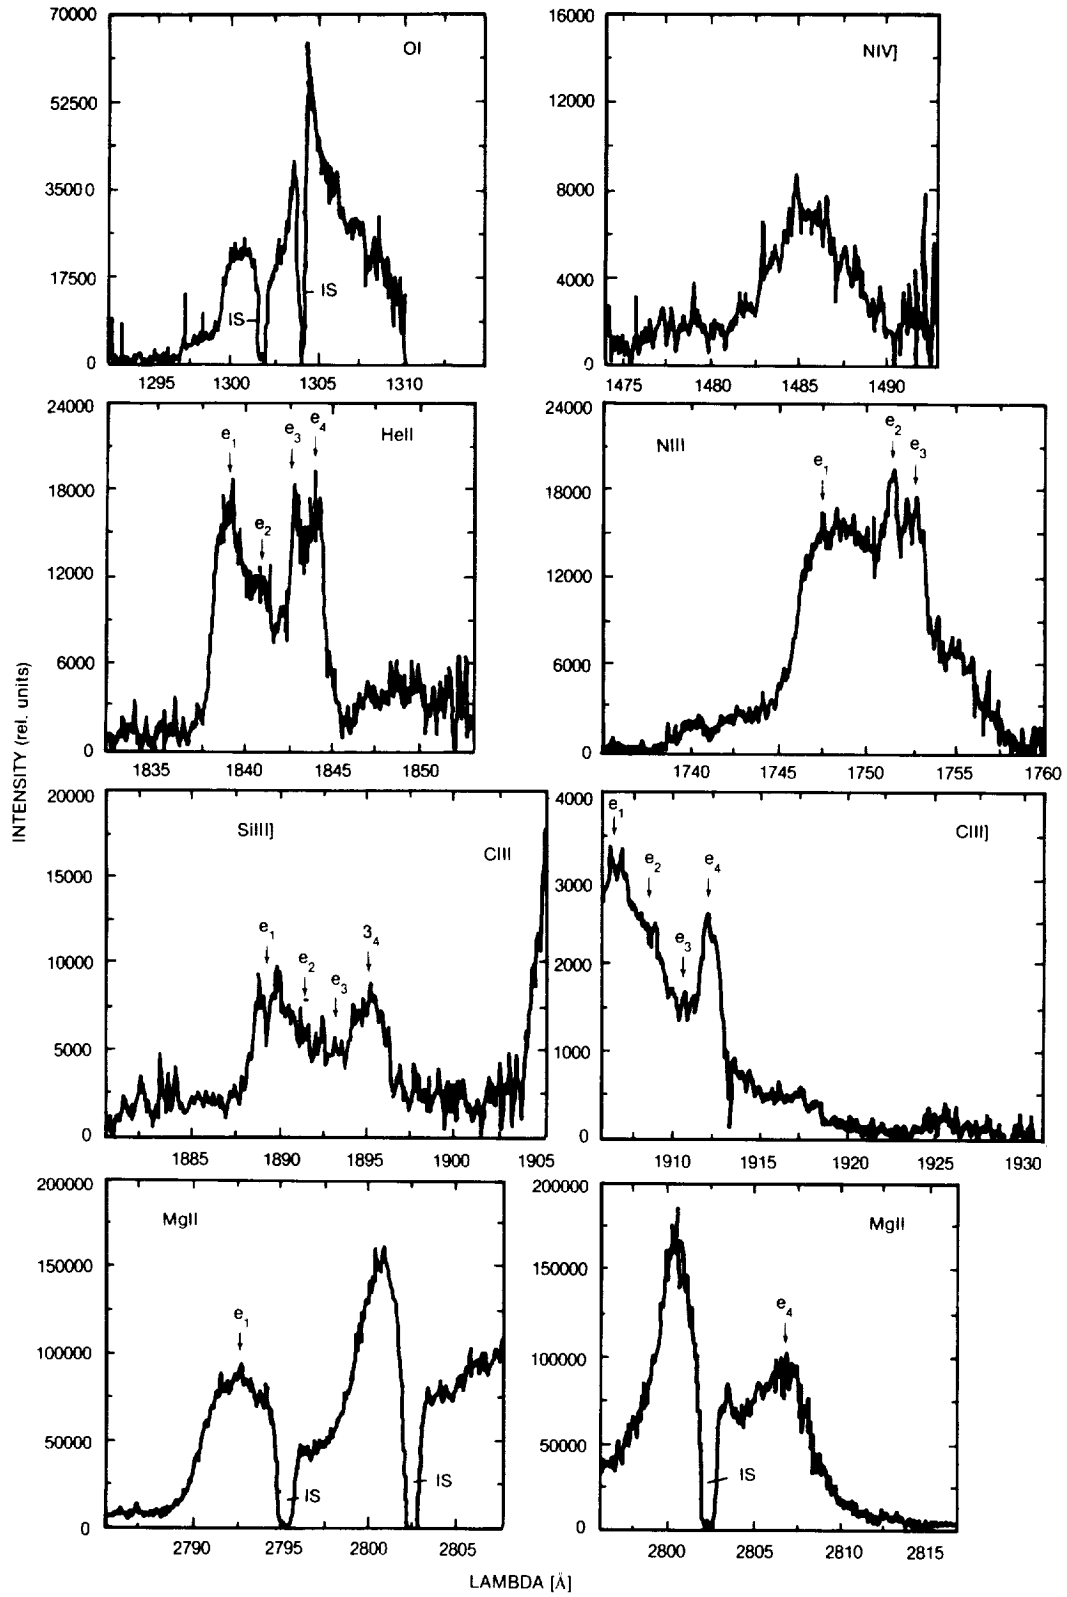 70000
52500
35000
17500
0
OI
IS
IS
1295 1300 1305 1310
16000
12000
8000
4000
0
NIV]
1475 1480 1485 1490
24000
18000
12000
6000
0
e1
e2
e3
e4
HeII
1835 1840 1845 1850
24000
18000
12000
6000
0
NIII
e1
e2
e3
1740 1745 1750 1755 1760
INTENSITY (rel. units)
20000
15000
10000
5000
0
SiIII]
CIII
e1
e2
e3
34
1885 1890 1895 1900 1905
4000
3000
2000
1000
0
e1
e2
e3
e4
CIII]
1910 1915 1920 1925 1930
200000
150000
100000
50000
0
MgII
e1
IS
IS
2790 2795 2800 2805
200000
150000
100000
50000
0
MgII
e4
IS
2800 2805 2810 2815
LAMBDA [Å]